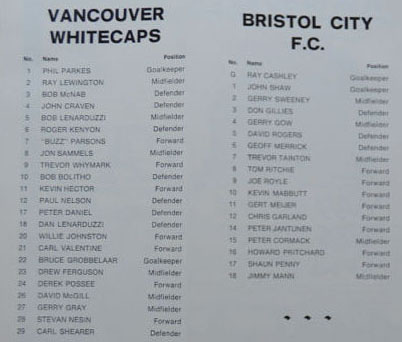 VANCOUVER
WHITECAPS
No. Name Position
1 PHIL PARKES Goalkeeper
2 RAY LEWINGTON Midfielder
3 BOB McNAB Defender
4 JOHN CRAVEN Defender
5 BOB LENARDUZZI Midfielder
6 ROGER KENYON Defender
7 "BUZZ" PARSONS Forward
8 JON SAMMELS Midfielder
9 TREVOR WHYMARK Forward
10 BOB BOLITHO Defender
11 KEVIN HECTOR Forward
12 PAUL NELSON Defender
17 PETER DANIEL Defender
18 DAN LENARDUZZI Defender
20 WILLIE JOHNSTON Forward
21 CARL VALENTINE Forward
22 BRUCE GROBBELAAR Goalkeeper
23 DREW FERGUSON Midfielder
24 DEREK POSSEE Forward
26 DAVID McGILL Midfielder
27 GERRY GRAY Midfielder
28 STEVAN NESIN Forward
29 CARL SHEARER Defender
BRISTOL CITY
F.C.
No. Name Position
G RAY CASHLEY Goalkeeper
1 JOHN SHAW Goalkeeper
2 GERRY SWEENEY Midfielder
3 DON GILLIES Defender
4 GERRY GOW Midfielder
5 DAVID ROGERS Defender
6 GEOFF MERRICK Defender
7 TREVOR TAINTON Midfielder
8 TOM RITCHIE Forward
9 JOE ROYLE Forward
10 KEVIN MABBUTT Forward
11 GERT MEIJER Forward
12 CHRIS GARLAND Forward
14 PETER JANTUNEN Forward
15 PETER CORMACK Midfielder
16 HOWARD PRITCHARD Forward
17 SHAUN PENNY Forward
18 JIMMY MANN Midfielder